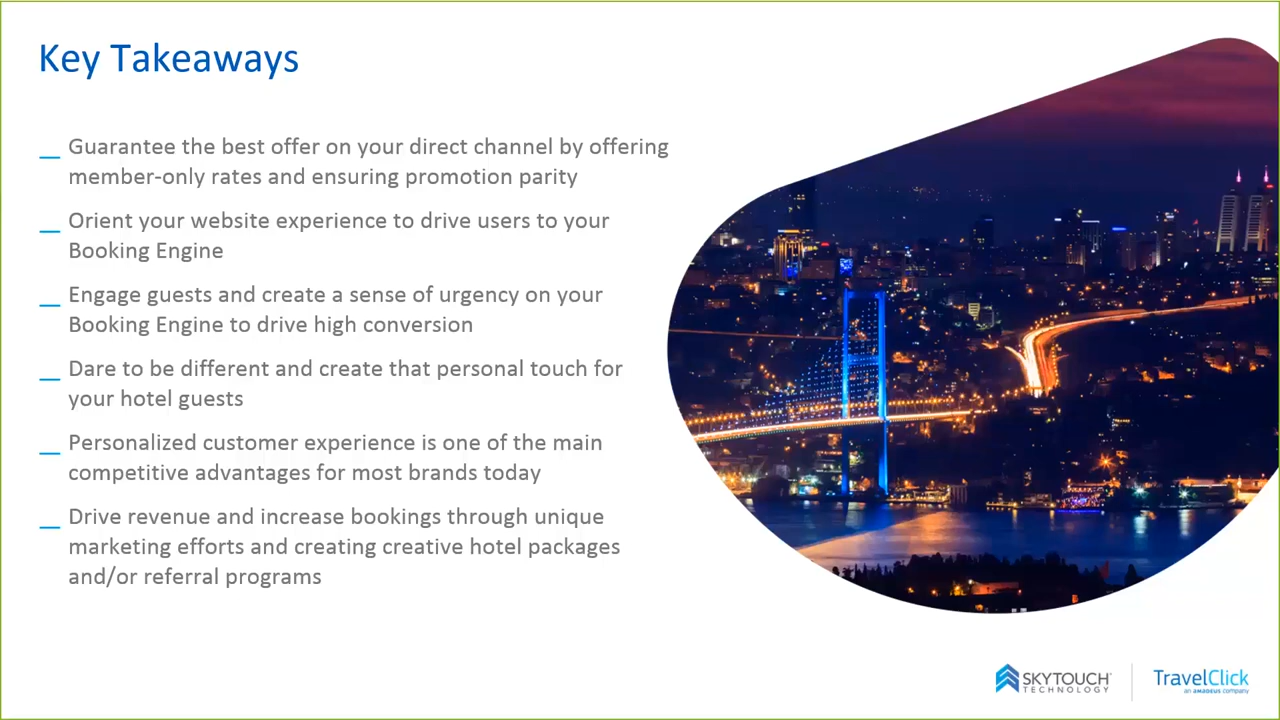 Key Takeaways
Guarantee the best offer on your direct channel by offering
member-only rates and ensuring promotion parity
Orient your website experience to drive users to your
Booking Engine
Engage guests and create a sense of urgency on your
Booking Engine to drive high conversion
Dare to be different and create that personal touch for
your hotel guests
Personalized customer experience is one of the main
competitive advantages for most brands today
Drive revenue and increase bookings through unique
marketing efforts and creating creative hotel packages
and/or referral programs
SKYTOUCH
TECHNOLOGY
TravelClick
an amadeus company